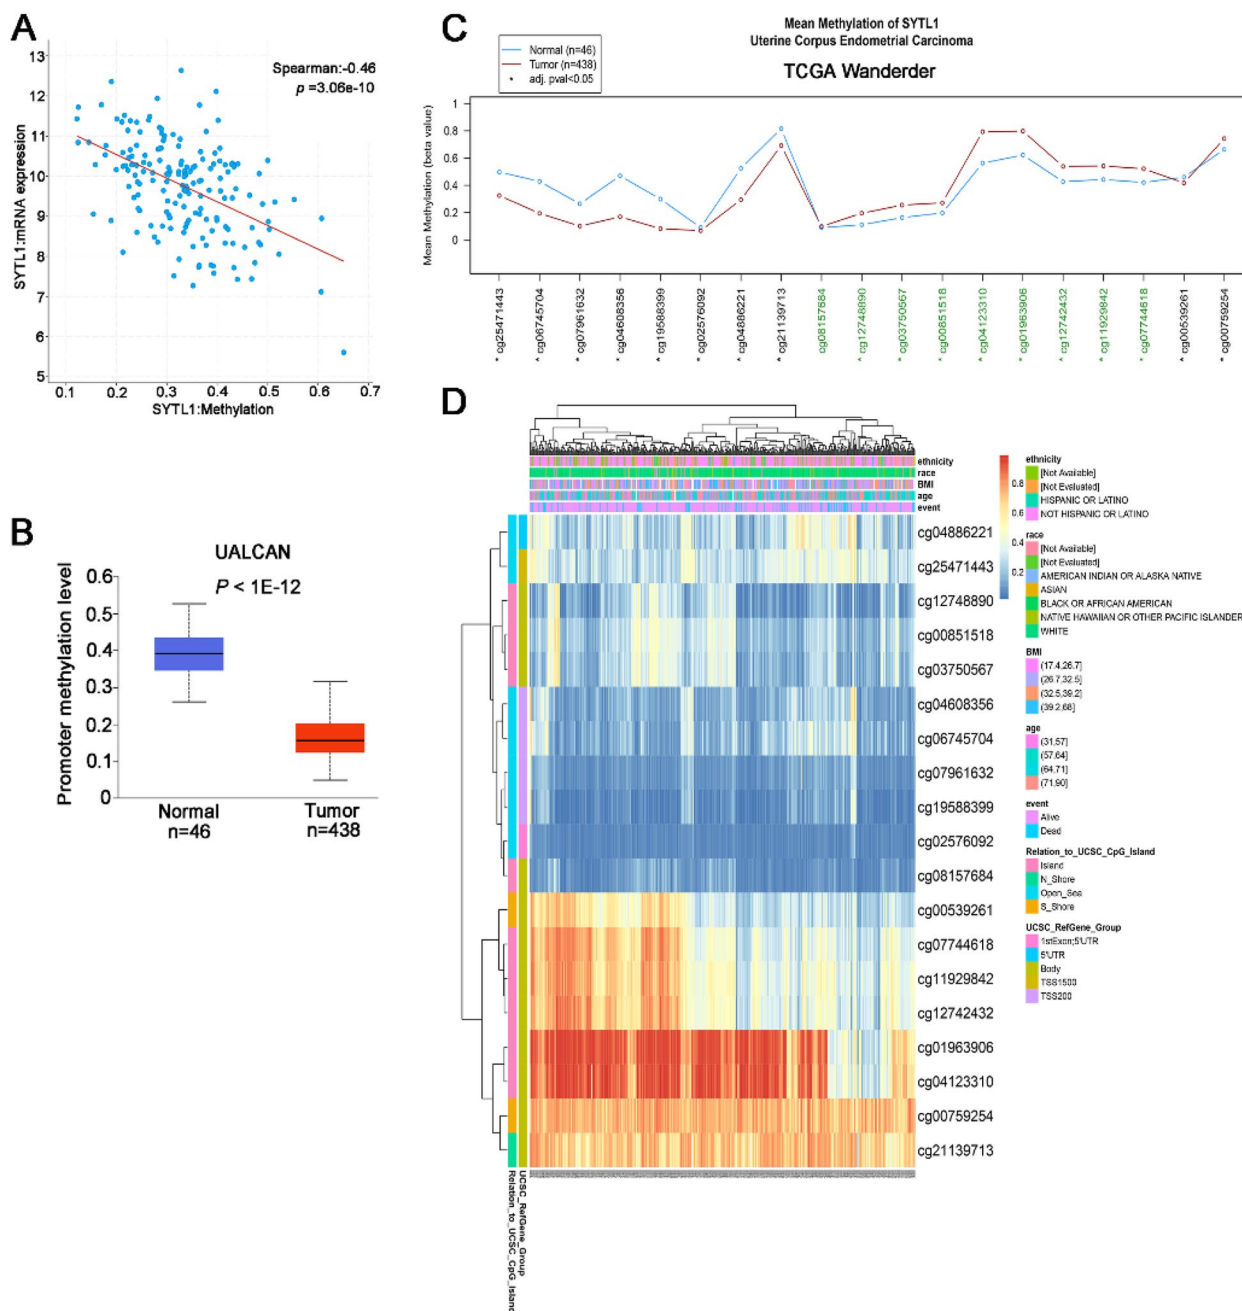 A
Spearman:-0.46
p =3.06e-10
SYTL1:mRNA expression
13
12
11
10
9
8
7
6
5
0.1 0.2 0.3 0.4 0.5 0.6 0.7
SYTL1:Methylation
C
Mean Methylation of SYTL1
Uterine Corpus Endometrial Carcinoma
TCGA Wanderder
Normal (n=46)
Tumor (n=438)
* adj. pval<0.05
Mean Methylation (beta value)
1
0.8
0.6
0.4
0.2
0
* cg25471443
* cg06745704
* cg07961632
* cg04608356
* cg19588399
* cg02576092
* cg04886221
* cg21139713
cg08157684
* cg12748890
* cg03750567
* cg00851518
* cg04123310
* cg01963906
* cg12742432
* cg11929842
* cg07744618
* cg00539261
* cg00759254
B
UALCAN
P < 1E-12
Promoter methylation level
0.6
0.5
0.4
0.3
0.2
0.1
0
Normal
n=46
Tumor
n=438
D
ethnicity
race
BMI
age
event
cg04886221
cg25471443
cg12748890
cg00851518
cg03750567
cg04608356
cg06745704
cg07961632
cg19588399
cg02576092
cg08157684
cg00539261
cg07744618
cg11929842
cg12742432
cg01963906
cg04123310
cg00759254
cg21139713
UCSC_RefGene_Group
Relation_to_UCSC_CpG_Island
0.8
0.6
0.4
0.2
ethnicity
[Not Available]
[Not Evaluated]
HISPANIC OR LATINO
NOT HISPANIC OR LATINO
race
[Not Available]
[Not Evaluated]
AMERICAN INDIAN OR ALASKA NATIVE
ASIAN
BLACK OR AFRICAN AMERICAN
NATIVE HAWAIIAN OR OTHER PACIFIC ISLANDER
WHITE
BMI
(17.4,26.7]
(26.7,32.5]
(32.5,39.2]
(39.2,68]
age
(31,57]
(57,64]
(64,71]
(71,90]
event
Alive
Dead
Relation_to_UCSC_CpG_Island
Island
N_Shore
Open_Sea
S_Shore
UCSC_RefGene_Group
1stExon;5'UTR
5'UTR
Body
TSS1500
TSS200